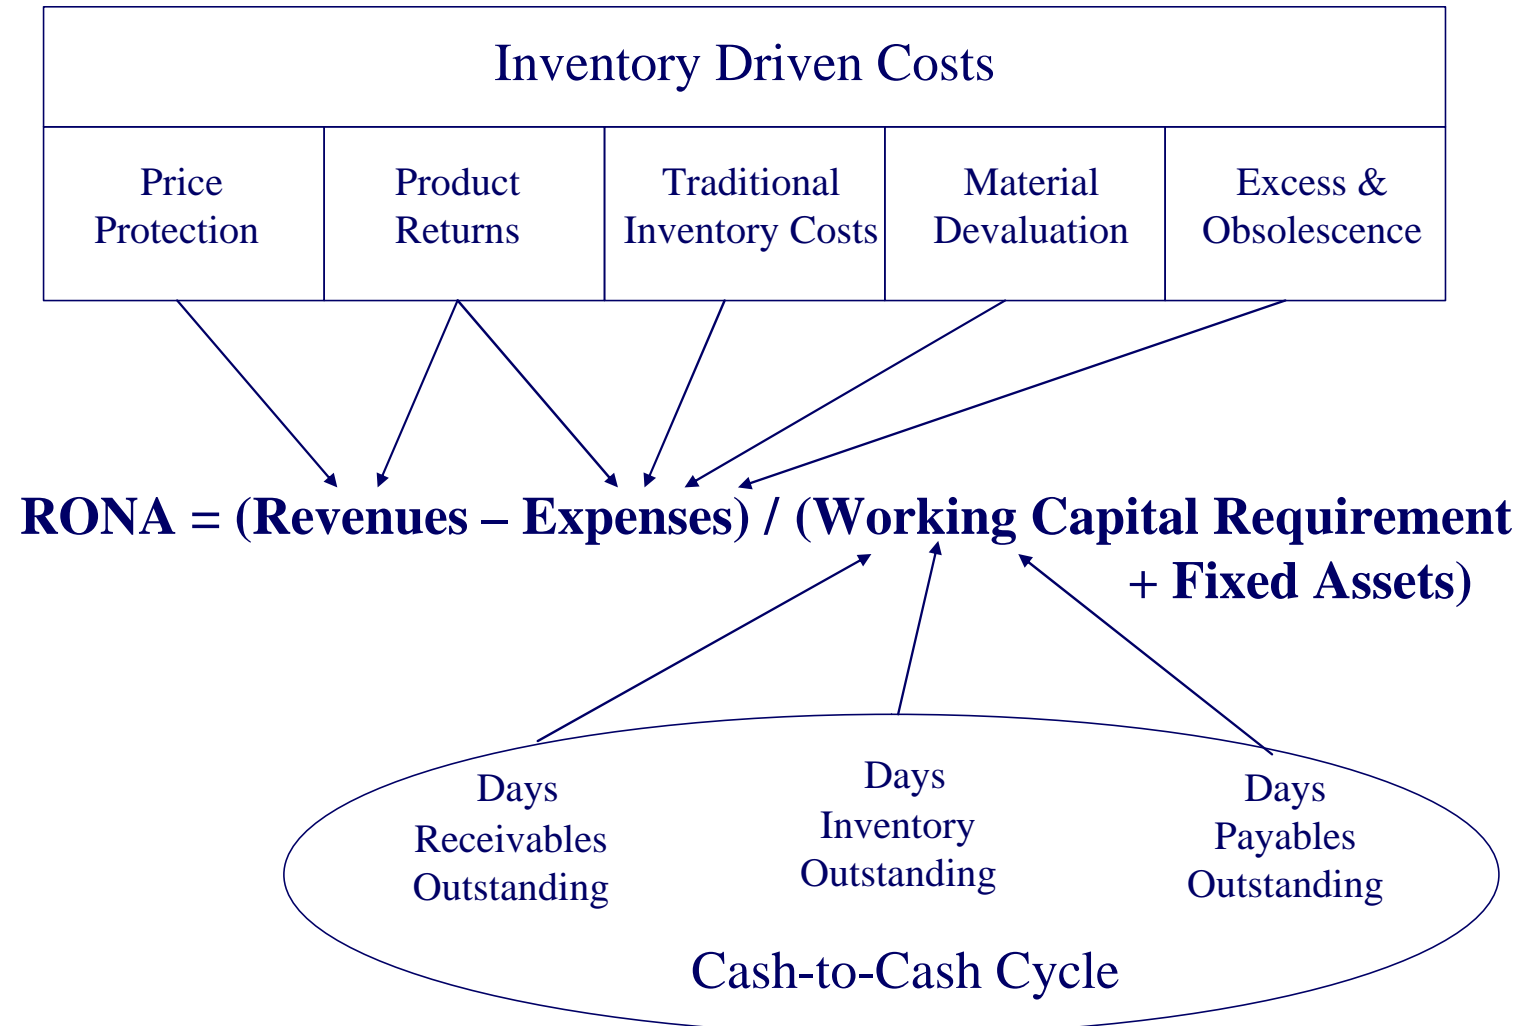 Inventory Driven Costs
Price
Protection
Product
Returns
Traditional
Inventory Costs
Material
Devaluation
Excess &
Obsolescence
RONA = (Revenues – Expenses) / (Working Capital Requirement
+ Fixed Assets)
Days
Receivables
Outstanding
Days
Inventory
Outstanding
Days
Payables
Outstanding
Cash-to-Cash Cycle